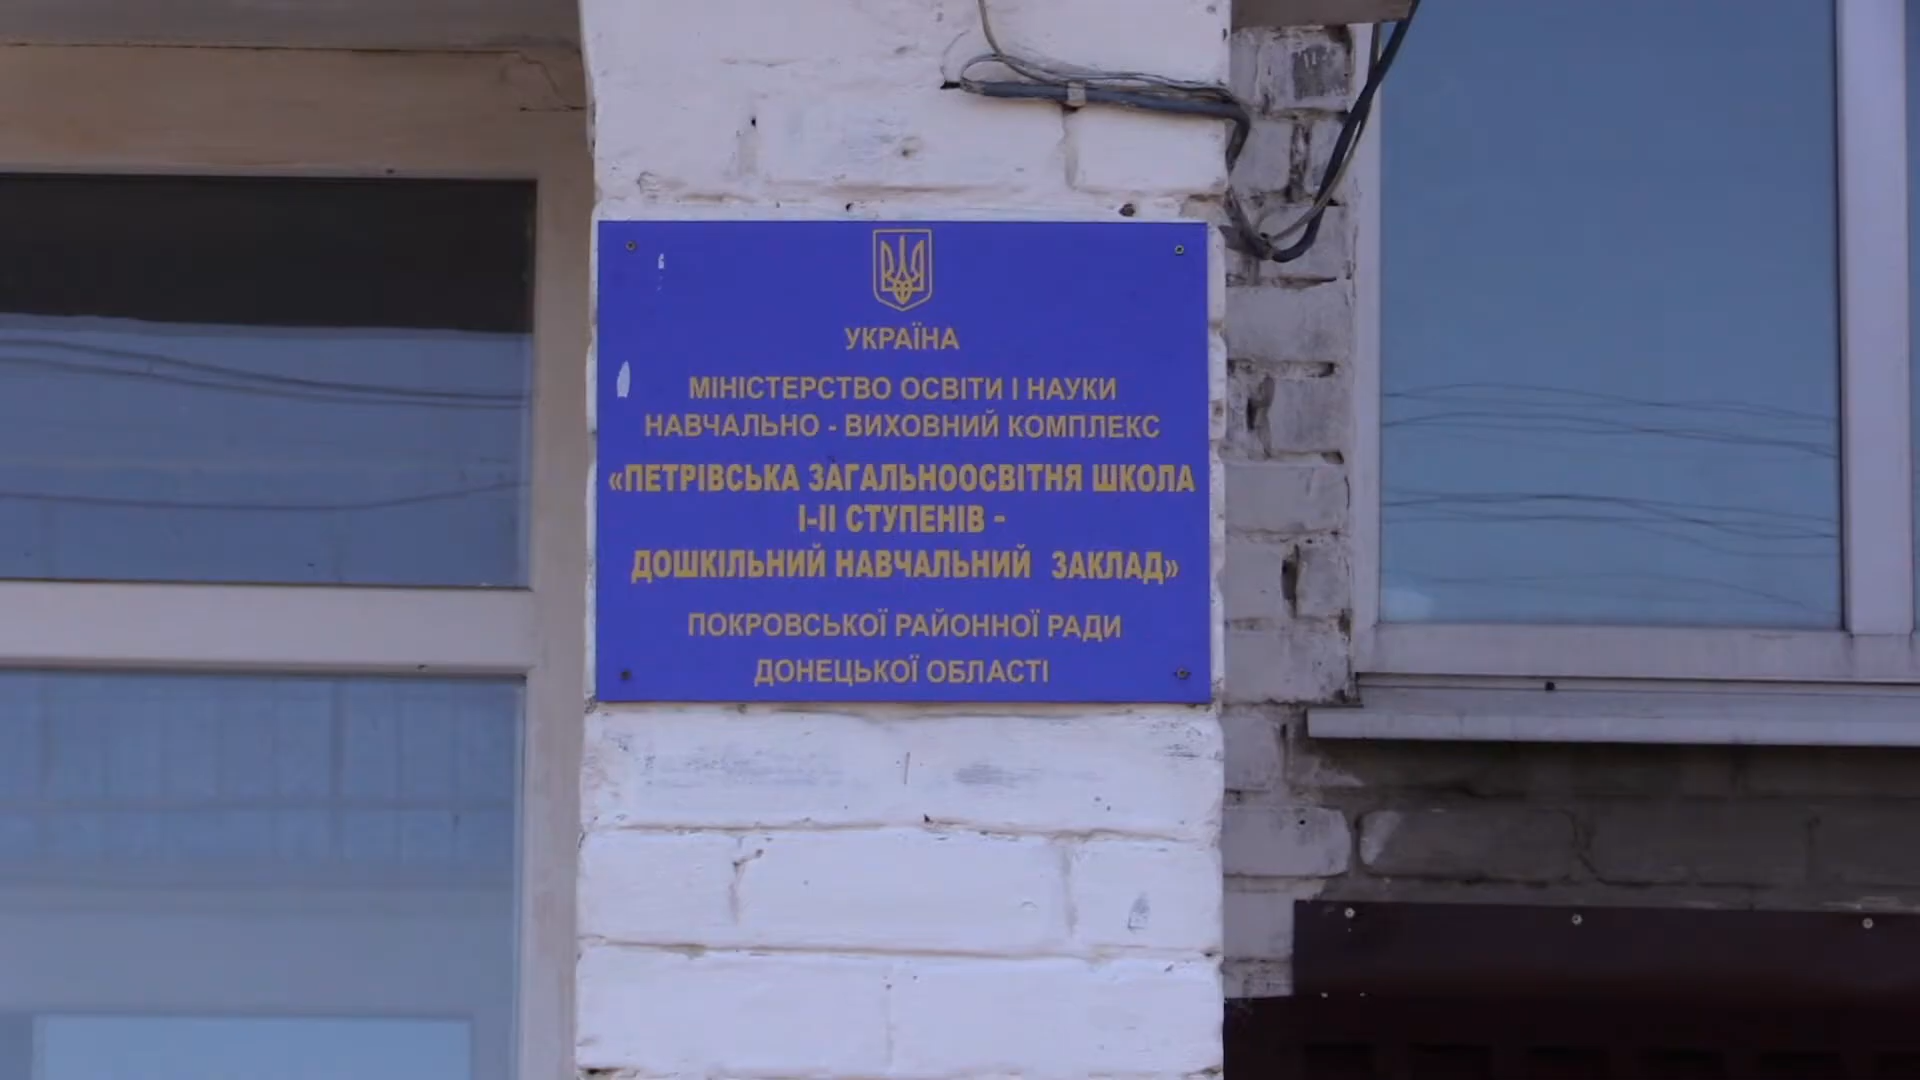 УКРАЇНА
МІНІСТЕРСТВО ОСВІТИ І НАУКИ
НАВЧАЛЬНО - ВИХОВНИЙ КОМПЛЕКС
«ПЕТРІВСЬКА ЗАГАЛЬНООСВІТНЯ ШКОЛА
І-ІІ СТУПЕНІВ -
ДОШКІЛЬНИЙ НАВЧАЛЬНИЙ ЗАКЛАД»
ПОКРОВСЬКОЇ РАЙОННОЇ РАДИ
ДОНЕЦЬКОЇ ОБЛАСТІ